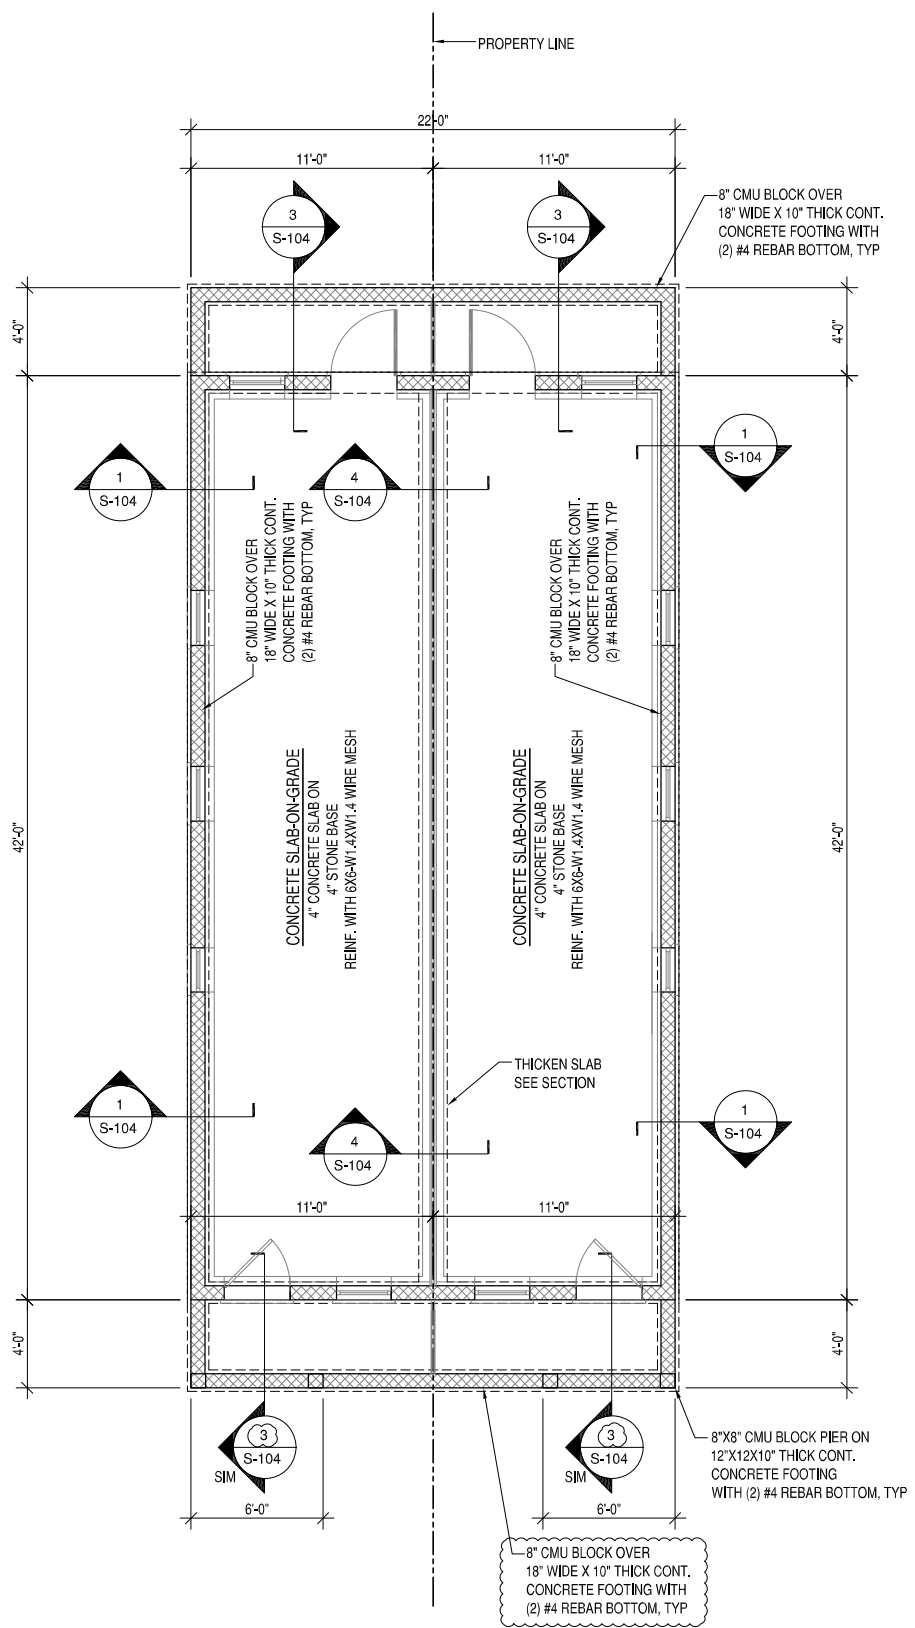 PROPERTY LINE
22'-0"
11'-0"
11'-0"
8" CMU BLOCK OVER
18" WIDE X 10" THICK CONT.
CONCRETE FOOTING WITH
(2) #4 REBAR BOTTOM, TYP
3
S-104
3
S-104
4'-0"
4'-0"
1
S-104
4
S-104
1
S-104
8" CMU BLOCK OVER
18" WIDE X 10" THICK CONT.
CONCRETE FOOTING WITH
(2) #4 REBAR BOTTOM, TYP
8" CMU BLOCK OVER
18" WIDE X 10" THICK CONT.
CONCRETE FOOTING WITH
(2) #4 REBAR BOTTOM, TYP
42'-0"
CONCRETE SLAB-ON-GRADE
4" CONCRETE SLAB ON
4" STONE BASE
REINF. WITH 6X6-W1.4XW1.4 WIRE MESH
CONCRETE SLAB-ON-GRADE
4" CONCRETE SLAB ON
4" STONE BASE
REINF. WITH 6X6-W1.4XW1.4 WIRE MESH
42'-0"
THICKEN SLAB
SEE SECTION
1
S-104
4
S-104
1
S-104
11'-0"
11'-0"
4'-0"
4'-0"
3
S-104
SIM
3
S-104
SIM
8"X8" CMU BLOCK PIER ON
12"X12X10" THICK CONT.
CONCRETE FOOTING
WITH (2) #4 REBAR BOTTOM, TYP
6'-0"
6'-0"
8" CMU BLOCK OVER
18" WIDE X 10" THICK CONT.
CONCRETE FOOTING WITH
(2) #4 REBAR BOTTOM, TYP